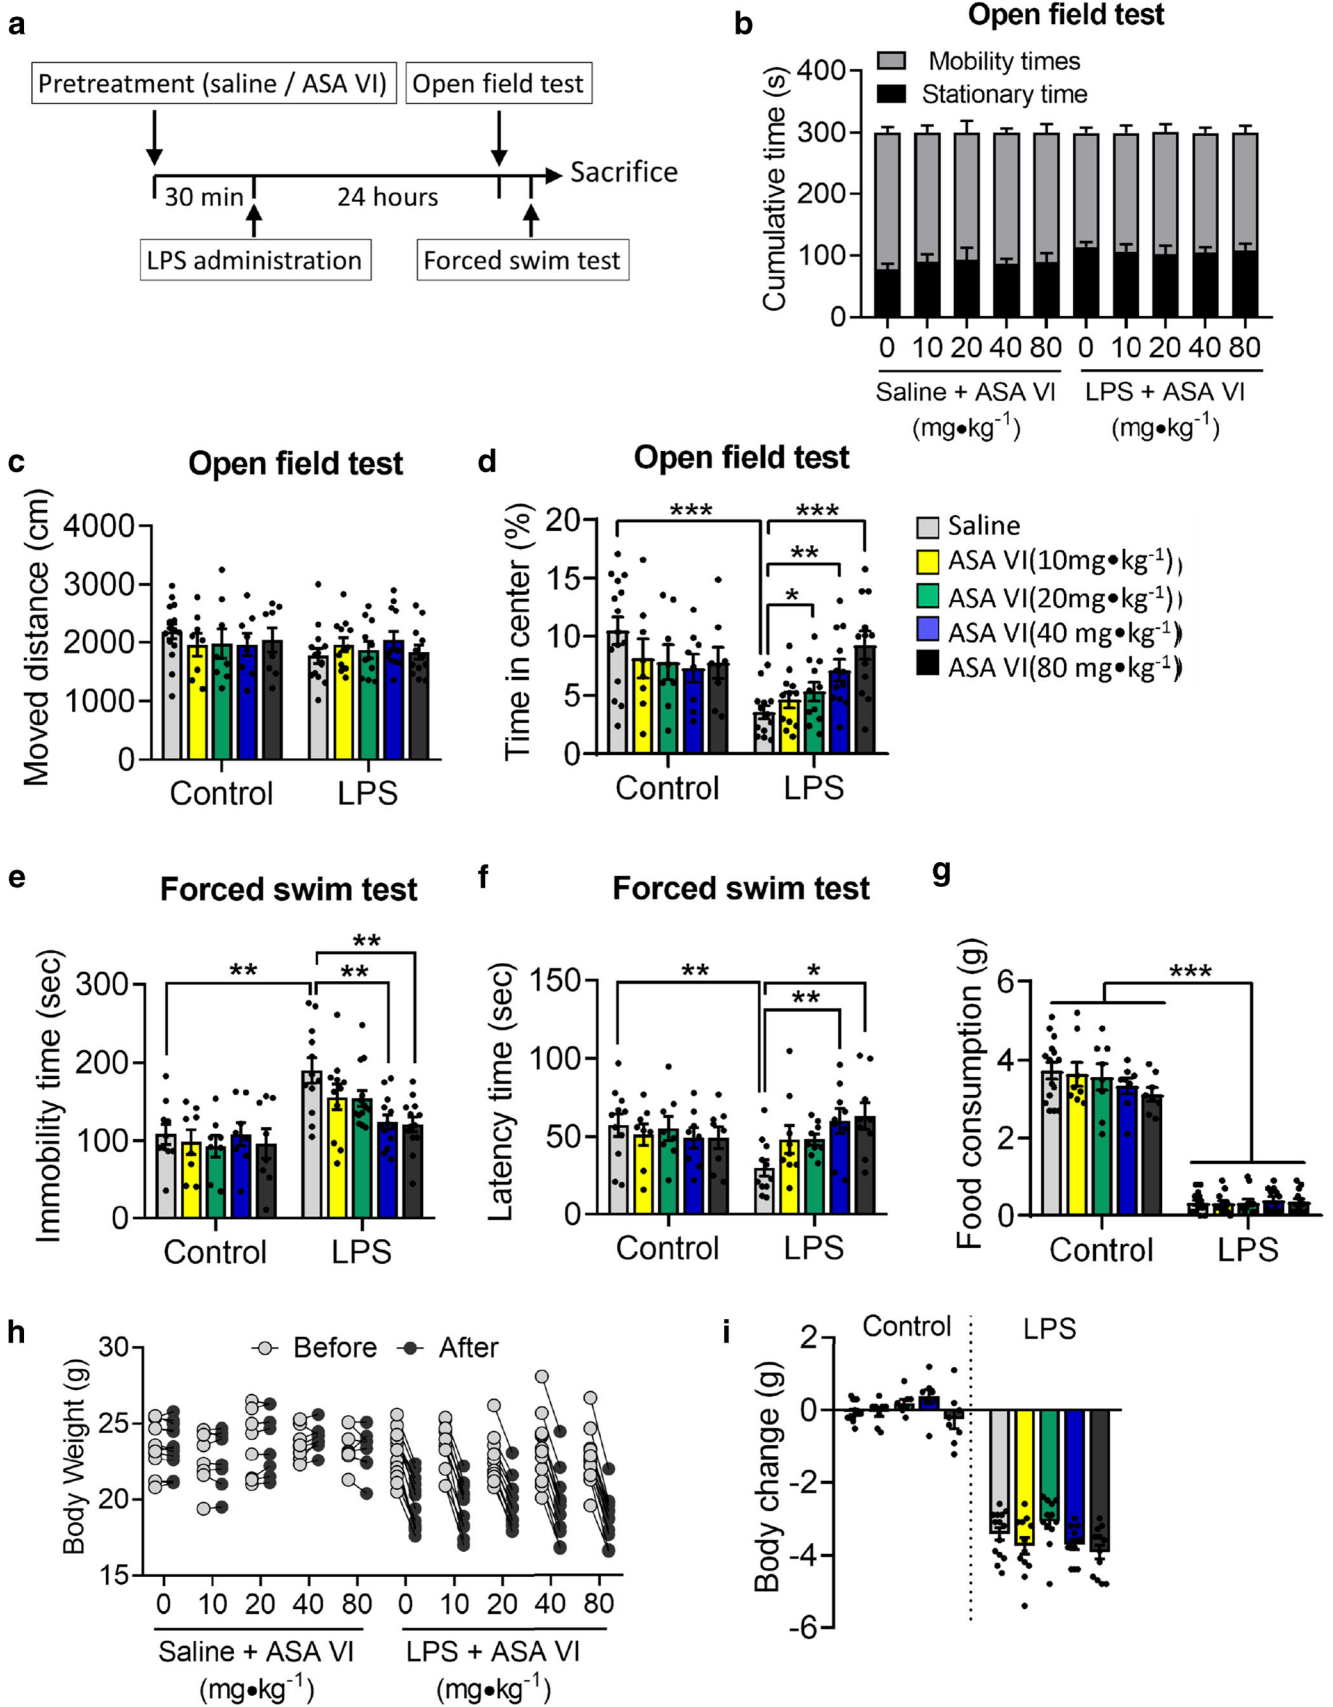 a
Pretreatment (saline / ASA VI)
Open field test
Sacrifice
30 min
24 hours
LPS administration
Forced swim test
b
Open field test
Mobility times
Stationary time
Cumulative time (s)
400
300
200
100
0
0 10 20 40 80 0 10 20 40 80
Saline + ASA VI LPS + ASA VI
(mg•kg-1) (mg•kg-1)
c
Open field test
Moved distance (cm)
4000
3000
2000
1000
0
Control LPS
d
Open field test
Time in center (%)
20
15
10
5
0
*** ***
**
*
Control LPS
Saline
ASA VI(10mg•kg-1))
ASA VI(20mg•kg-1))
ASA VI(40 mg•kg-1))
ASA VI(80 mg•kg-1))
e
Forced swim test
Immobility time (sec)
300
200
100
0
**
** **
Control LPS
f
Forced swim test
Latency time (sec)
150
100
50
0
** *
**
Control LPS
g
Food consumption (g)
6
4
2
0
***
Control LPS
h
Before After
Body Weight (g)
30
25
20
15
0 10 20 40 80 0 10 20 40 80
Saline + ASA VI LPS + ASA VI
(mg•kg-1) (mg•kg-1)
i
Control LPS
Body change (g)
2
0
-2
-4
-6